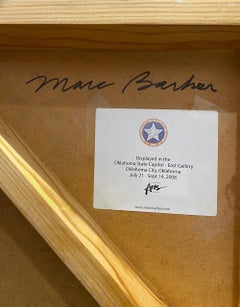 Marc Barker
Displayed in the
Oklahoma State Capitol - East Gallery
Oklahoma City, Oklahoma
July 21 - Sept 14, 2008